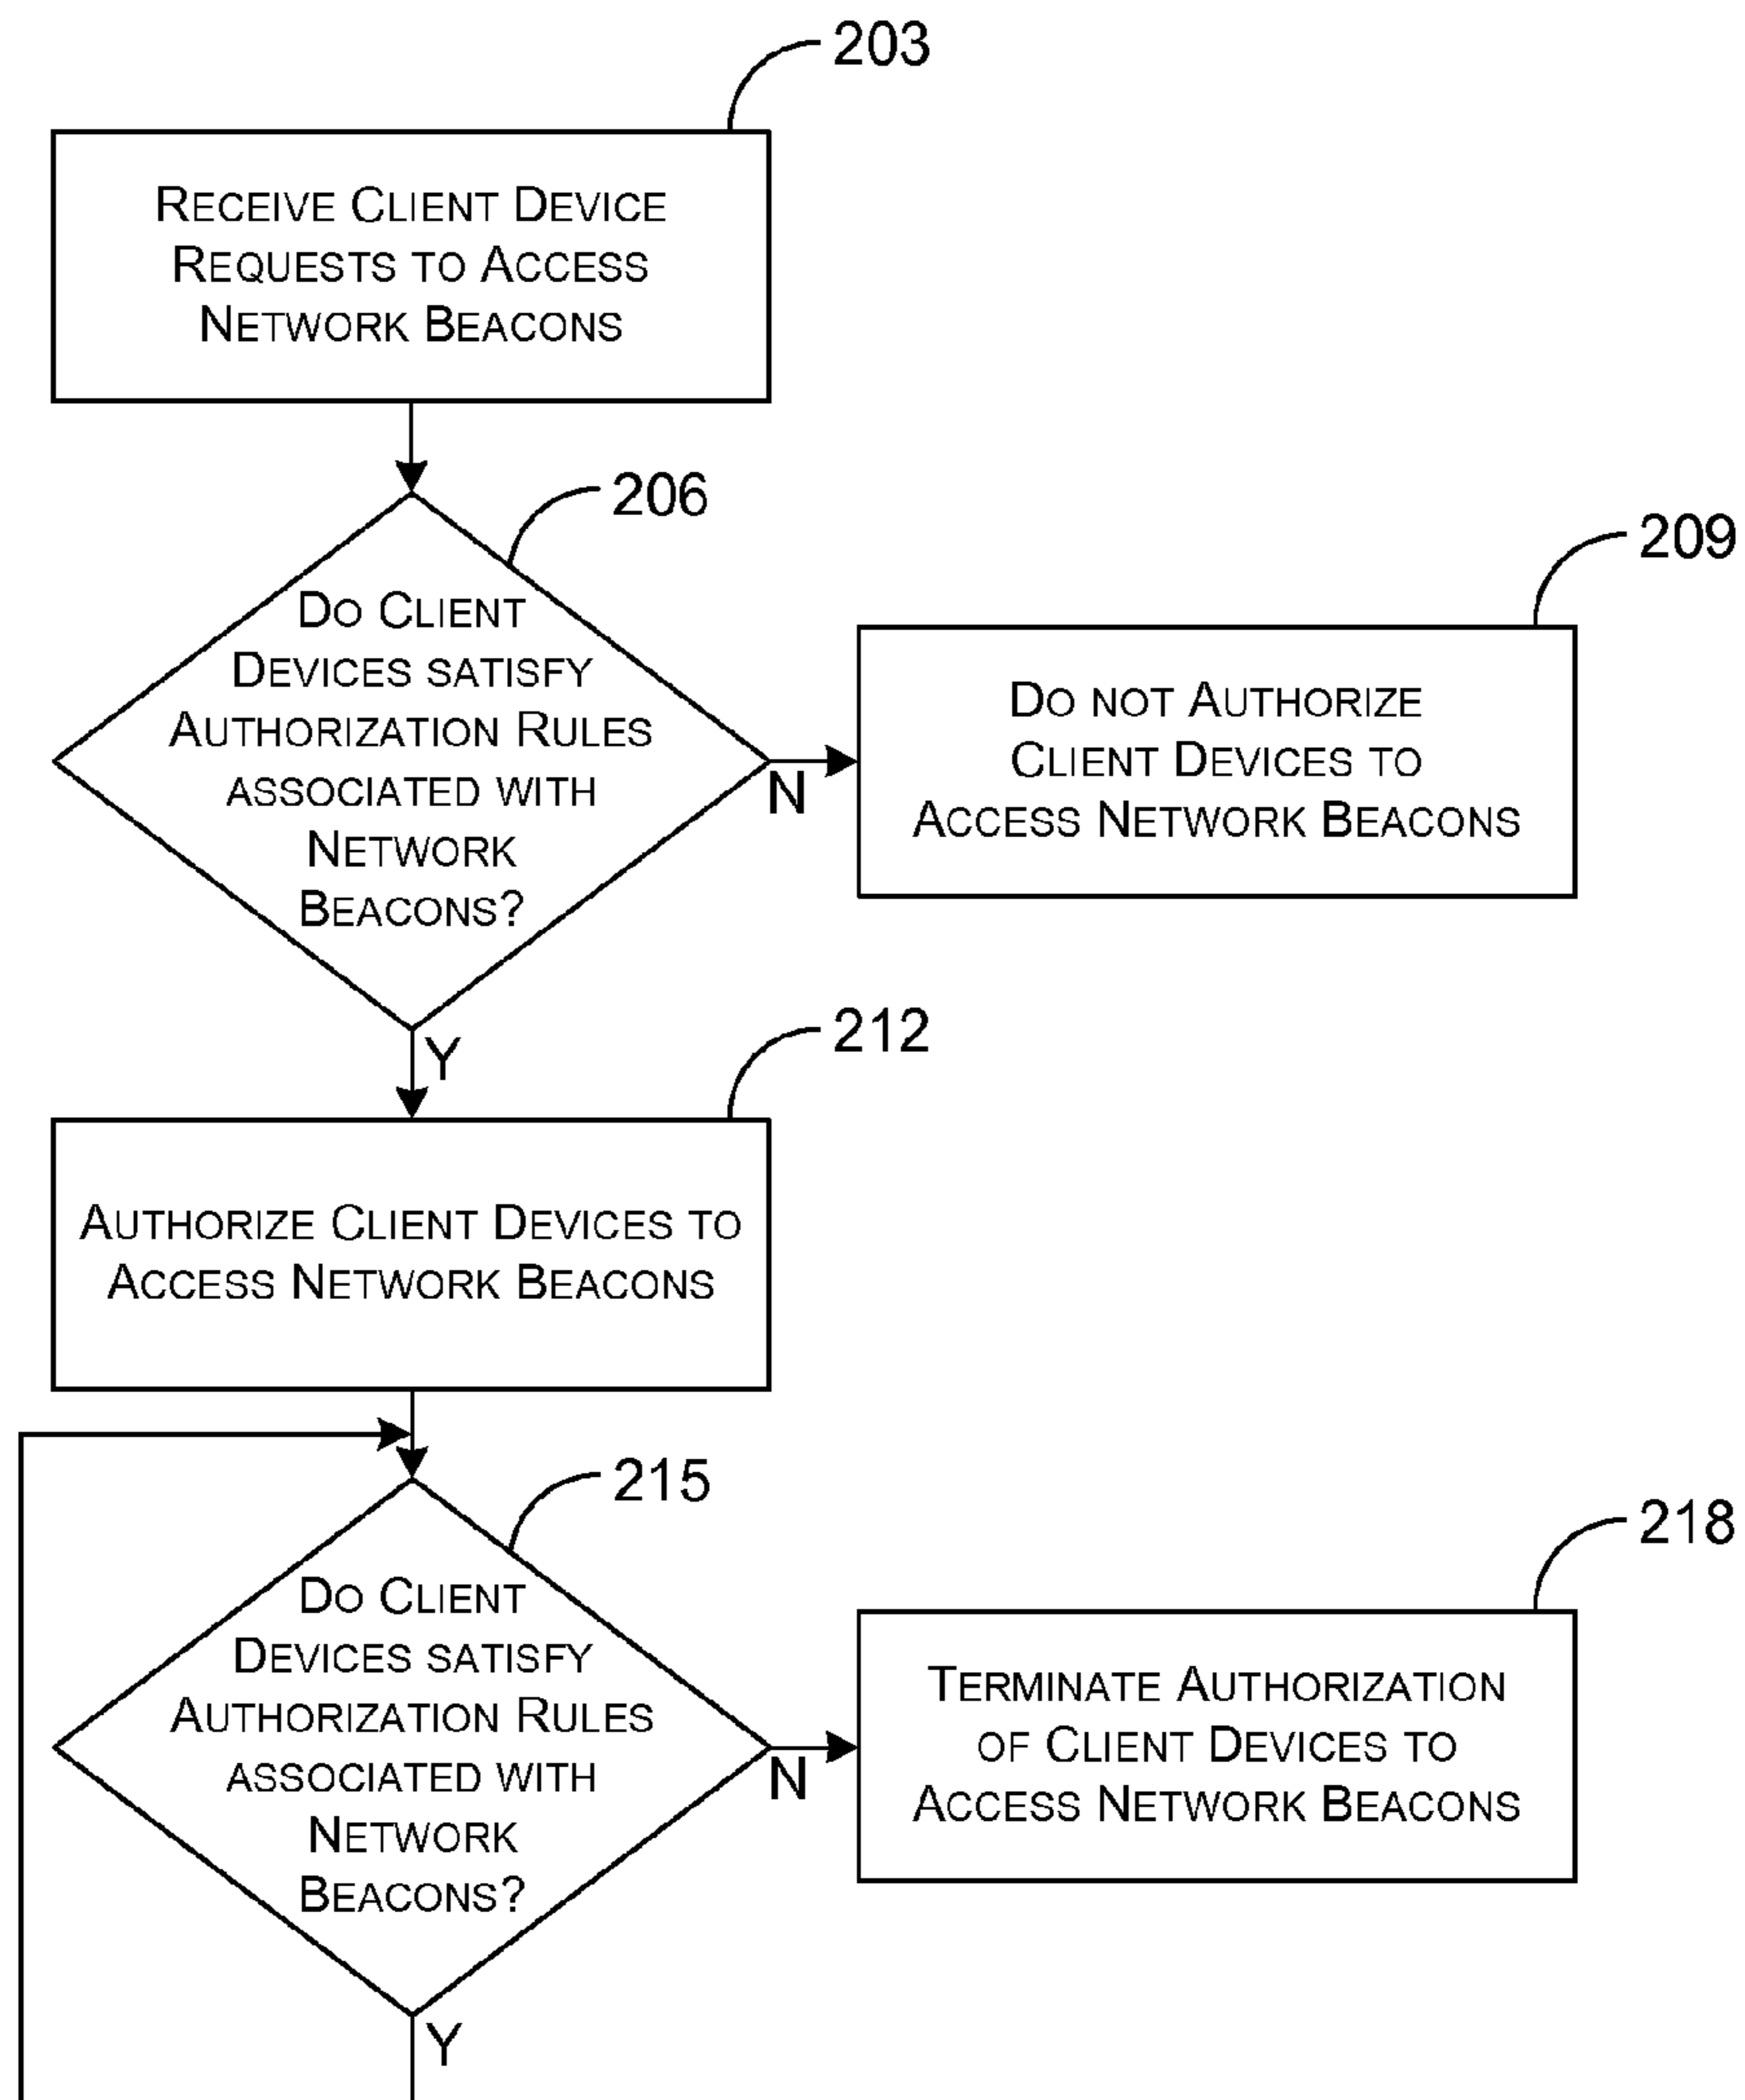 203
Receive Client Device
Requests to Access
Network Beacons
206
Do Client
Devices satisfy
Authorization Rules
associated with
Network
Beacons?
N
209
Do not Authorize
Client Devices to
Access Network Beacons
Y
212
Authorize Client Devices to
Access Network Beacons
215
Do Client
Devices satisfy
Authorization Rules
associated with
Network
Beacons?
N
218
Terminate Authorization
of Client Devices to
Access Network Beacons
Y